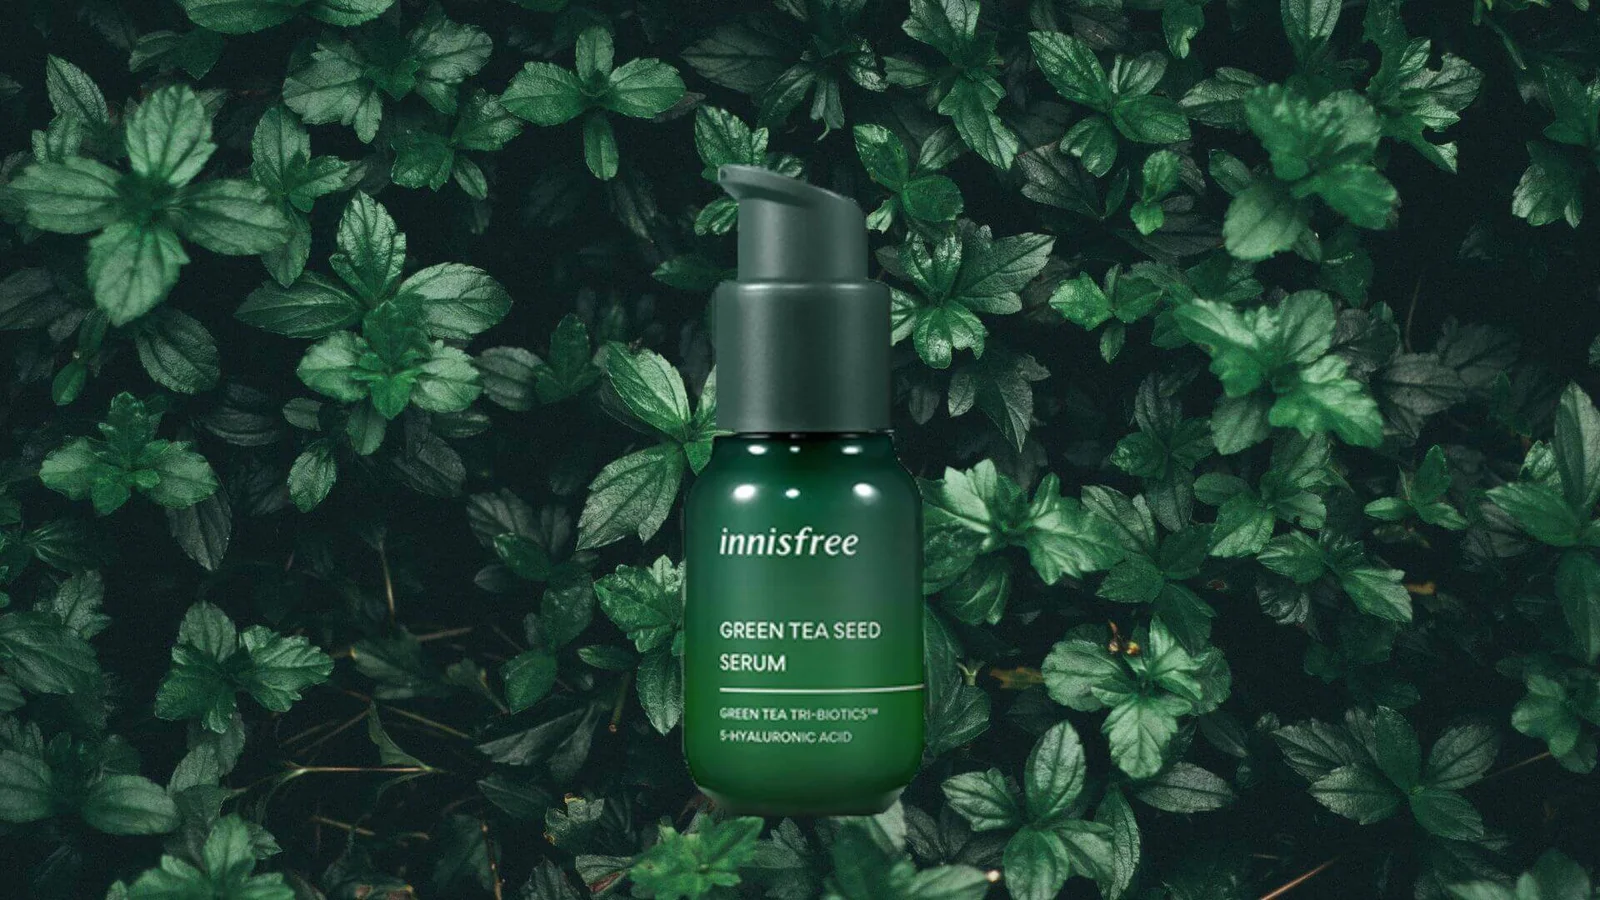 innisfree
GREEN TEA SEED
SERUM
GREEN TEA TRI-BIOTICS™
5-HYALURONIC ACID